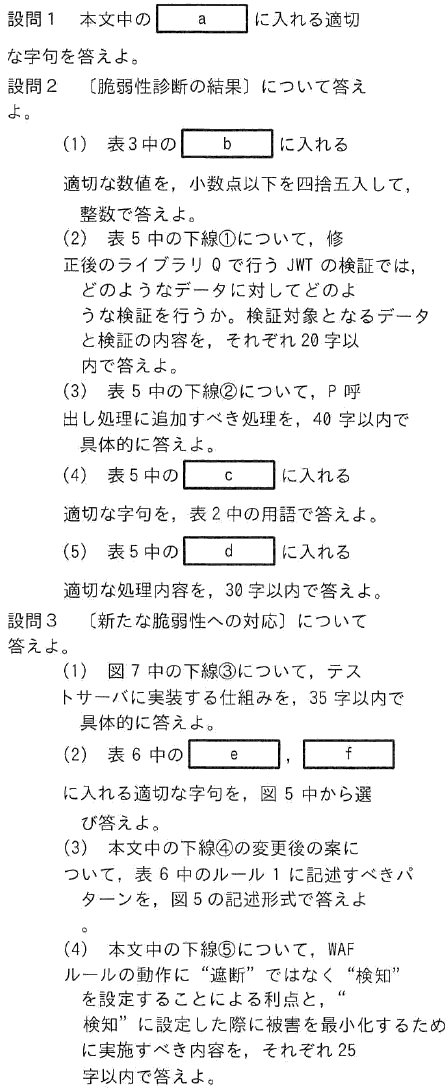 設問1 本文中の a に入れる適切
な字句を答えよ。
設問2 〔脆弱性診断の結果〕について答え
よ。
(1) 表3中の b に入れる
適切な数値を，小数点以下を四捨五入して，
整数で答えよ。
(2) 表5中の下線①について，修
正後のライブラリQで行うJWTの検証では，
どのようなデータに対してどのよ
うな検証を行うか。検証対象となるデータ
と検証の内容を，それぞれ20字以
内で答えよ。
(3) 表5中の下線②について，P呼
出し処理に追加すべき処理を，40字以内で
具体的に答えよ。
(4) 表5中の c に入れる
適切な字句を，表2中の用語で答えよ。
(5) 表5中の d に入れる
適切な処理内容を，30字以内で答えよ。
設問3 〔新たな脆弱性への対応〕について
答えよ。
(1) 図7中の下線③について，テス
トサーバに実装する仕組みを，35字以内で
具体的に答えよ。
(2) 表6中の e ， f
に入れる適切な字句を，図5中から選
び答えよ。
(3) 本文中の下線④の変更後の案に
ついて，表6中のルール1に記述すべきパ
ターンを，図5の記述形式で答えよ
。
(4) 本文中の下線⑤について，WAF
ルールの動作に“遮断”ではなく“検知”
を設定することによる利点と，“
検知”に設定した際に被害を最小化するため
に実施すべき内容を，それぞれ25
字以内で答えよ。